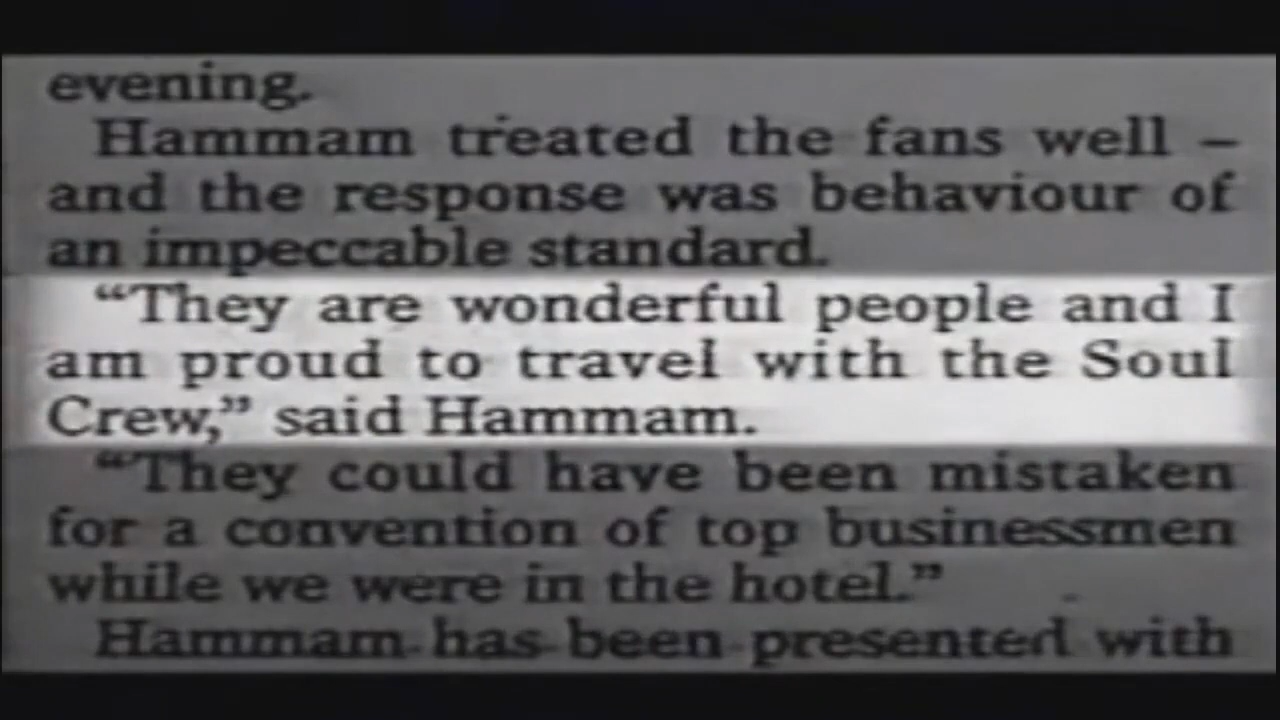 evening.
Hammam treated the fans well –
and the response was behaviour of
an impeccable standard.
“They are wonderful people and I
am proud to travel with the Soul
Crew,” said Hammam.
“They could have been mistaken
for a convention of top businessmen
while we were in the hotel.”
Hammam has been presented with